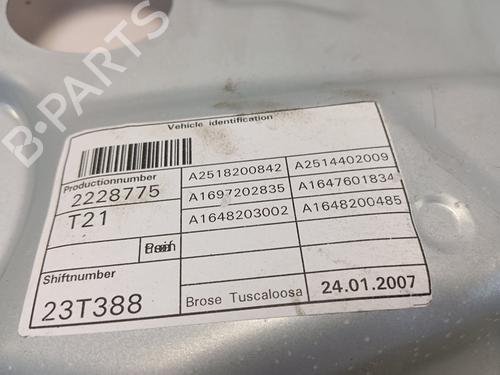 B-PARTS
Vehicle identification
Productionnumber
2228775
T21
Shiftnumber
23T388
A2518200842 A2514402009
A1697202835 A1647601834
A1648203002 A1648200485
Brose Tuscaloosa 24.01.2007